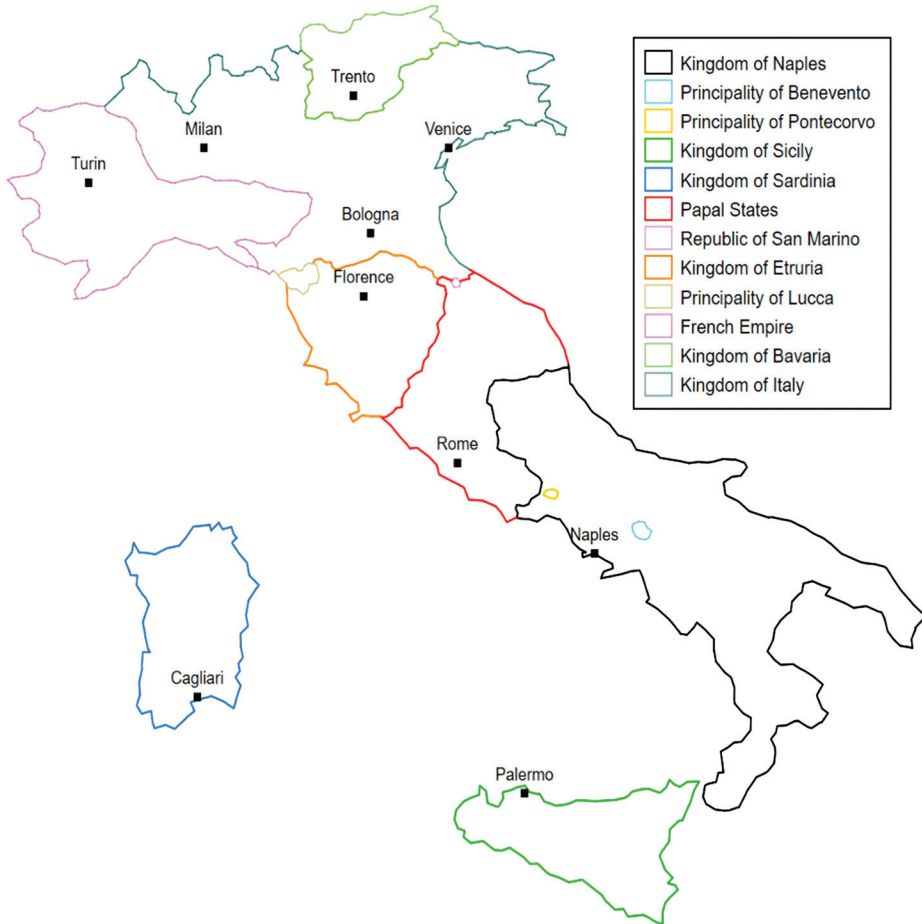 Trento
Milan
Venice
Turin
Bologna
Florence
Rome
Naples
Cagliari
Palermo
Kingdom of Naples
Principality of Benevento
Principality of Pontecorvo
Kingdom of Sicily
Kingdom of Sardinia
Papal States
Republic of San Marino
Kingdom of Etruria
Principality of Lucca
French Empire
Kingdom of Bavaria
Kingdom of Italy